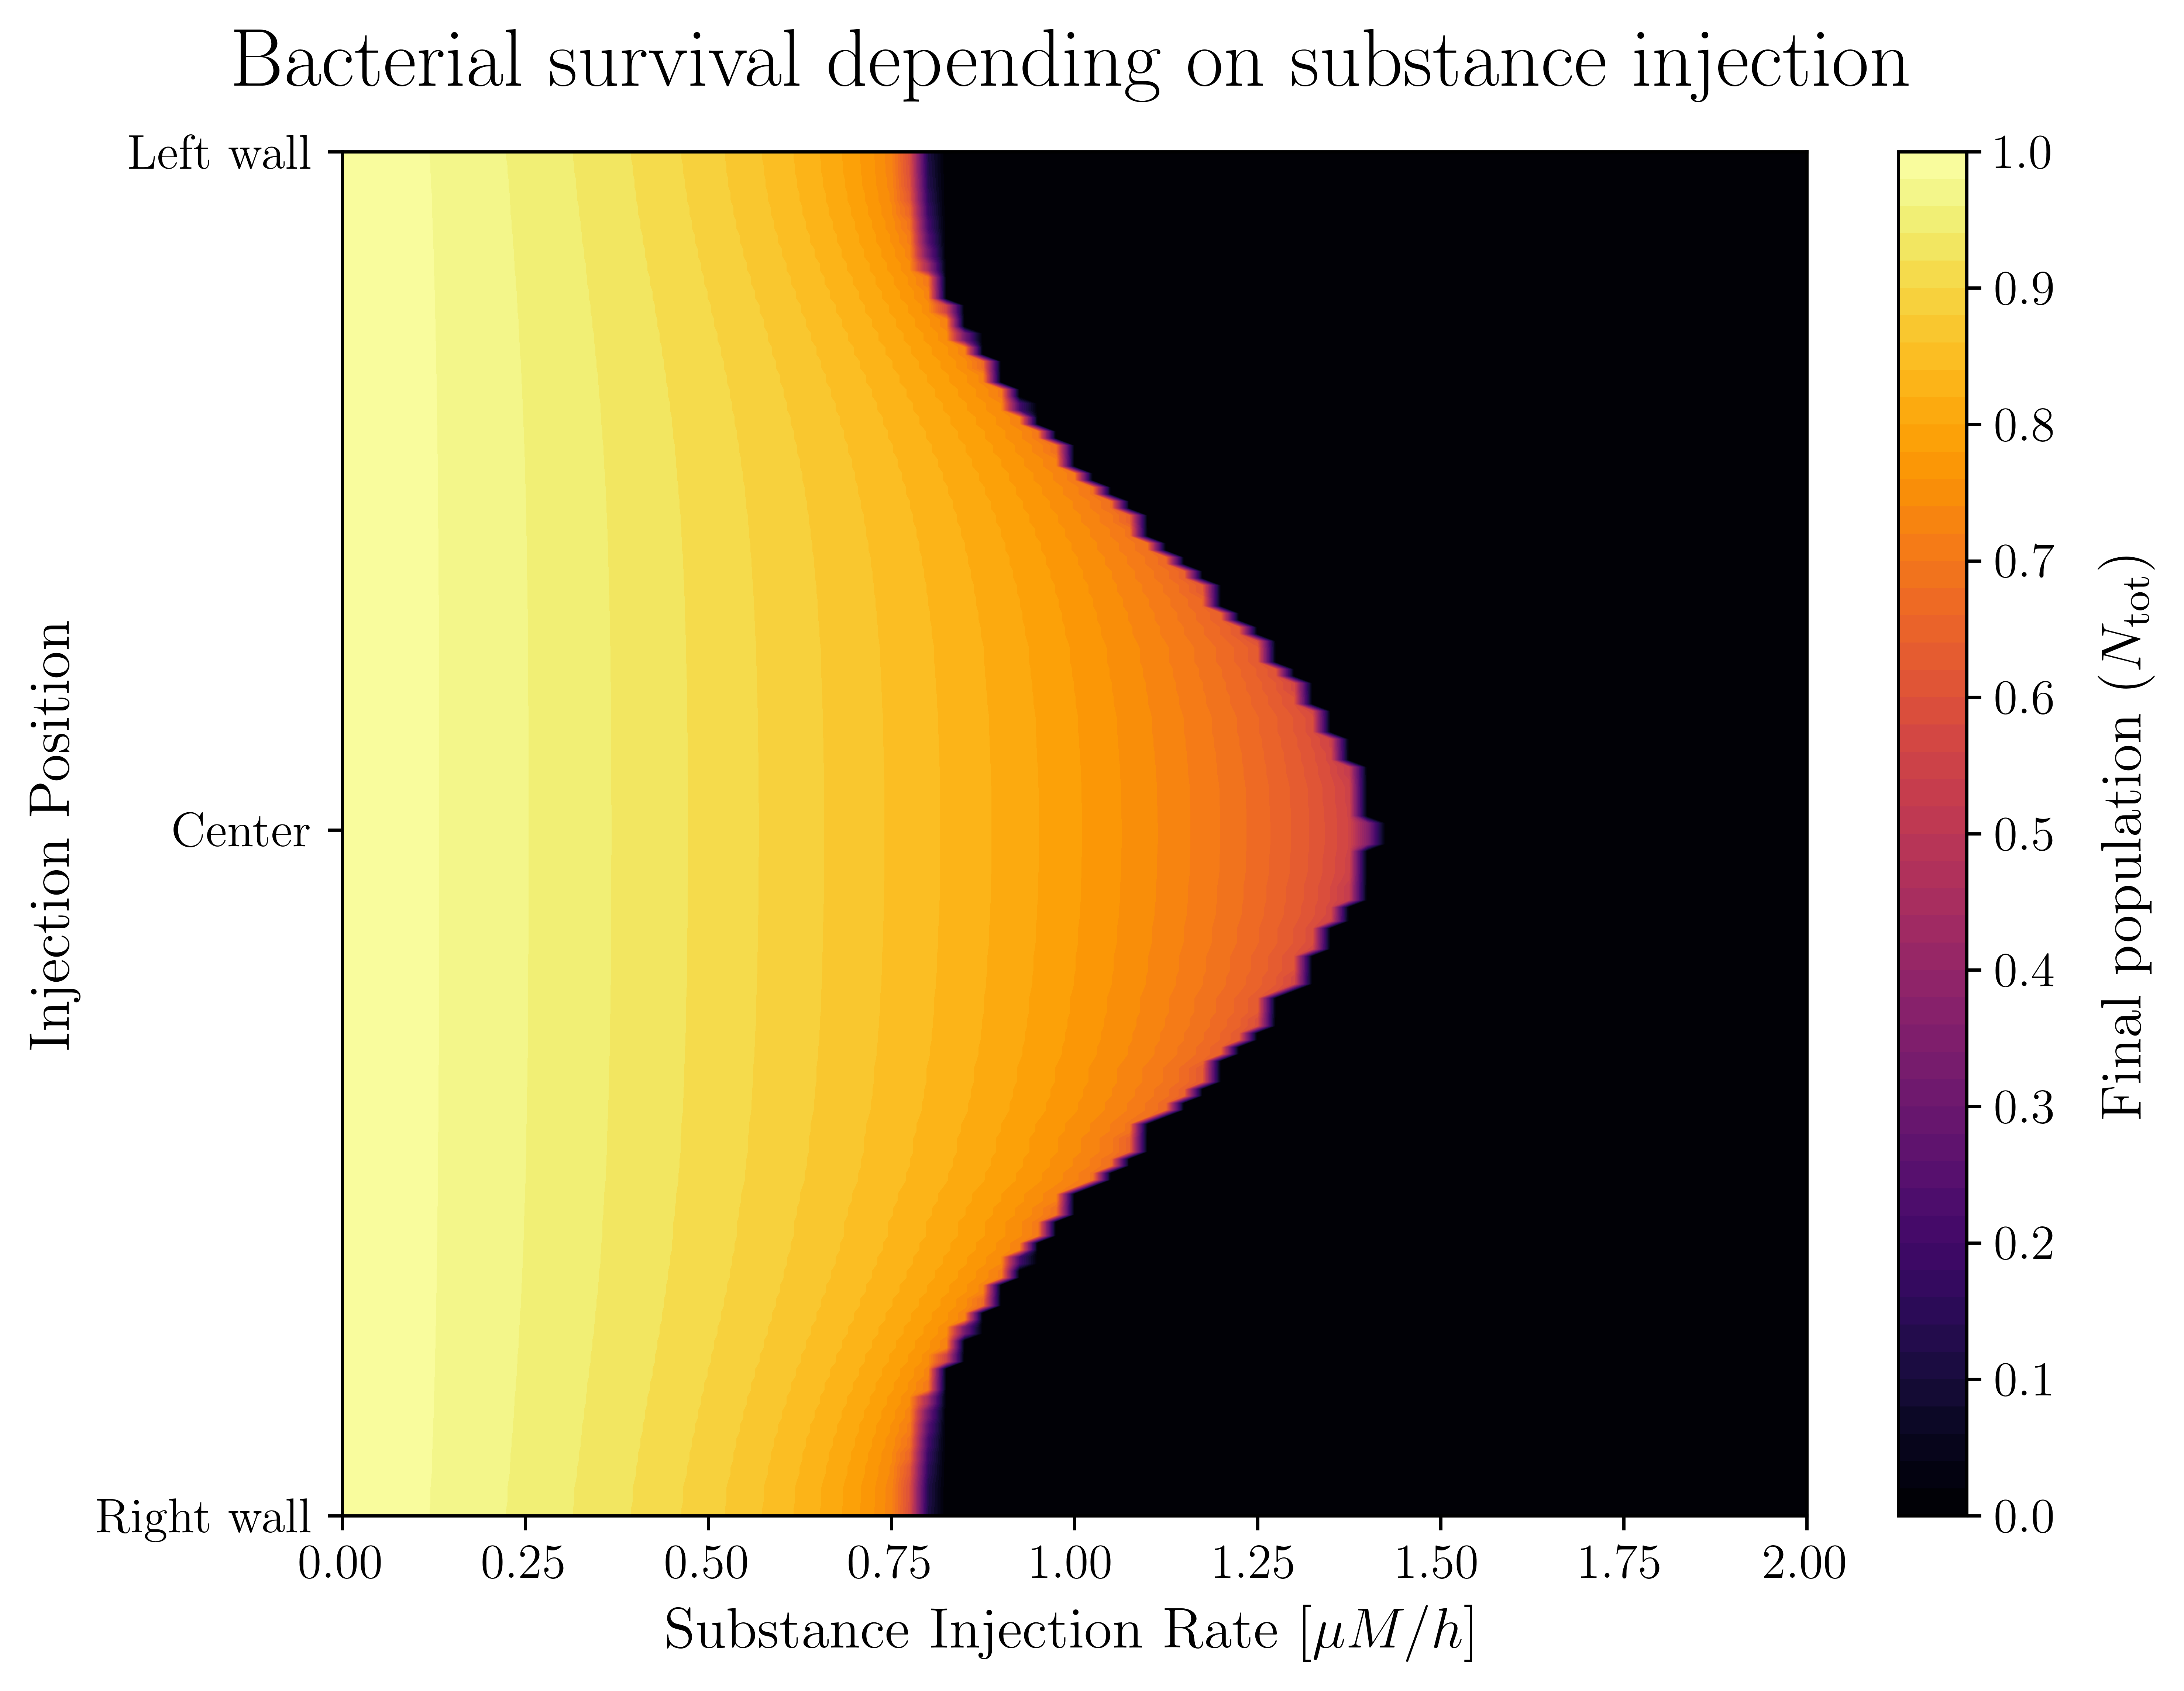 Bacterial survival depending on substance injection
Injection Position
Left wall
Center
Right wall
0.00 0.25 0.50 0.75 1.00 1.25 1.50 1.75 2.00
Substance Injection Rate [μM/h]
1.0
0.9
0.8
0.7
0.6
0.5
0.4
0.3
0.2
0.1
0.0
Final population (N_tot)